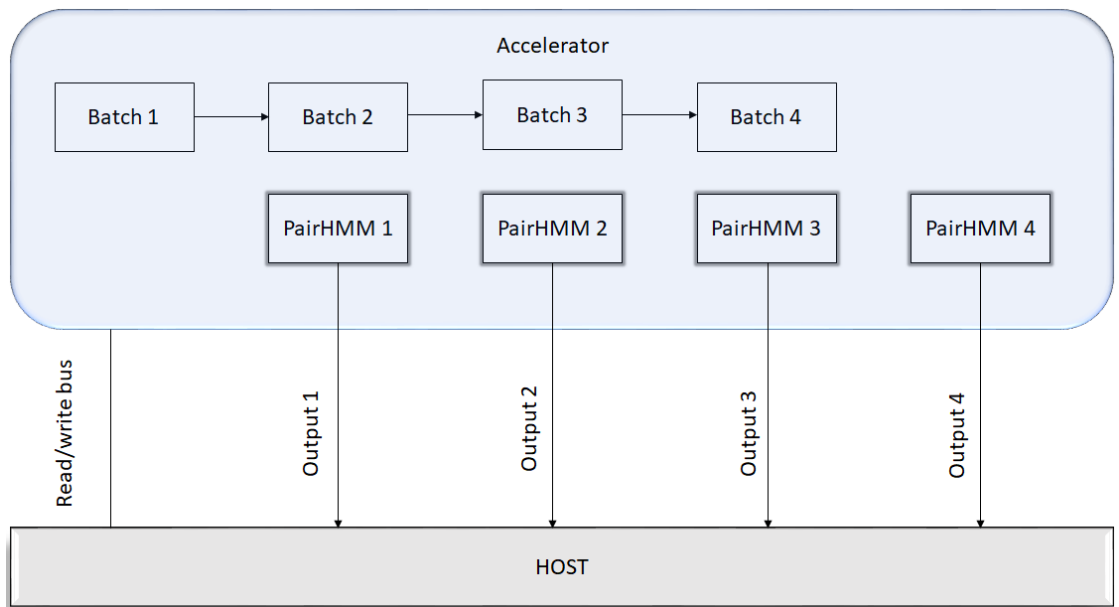 Accelerator
Batch 1
Batch 2
Batch 3
Batch 4
PairHMM 1
PairHMM 2
PairHMM 3
PairHMM 4
Read/write bus
Output 1
Output 2
Output 3
Output 4
HOST